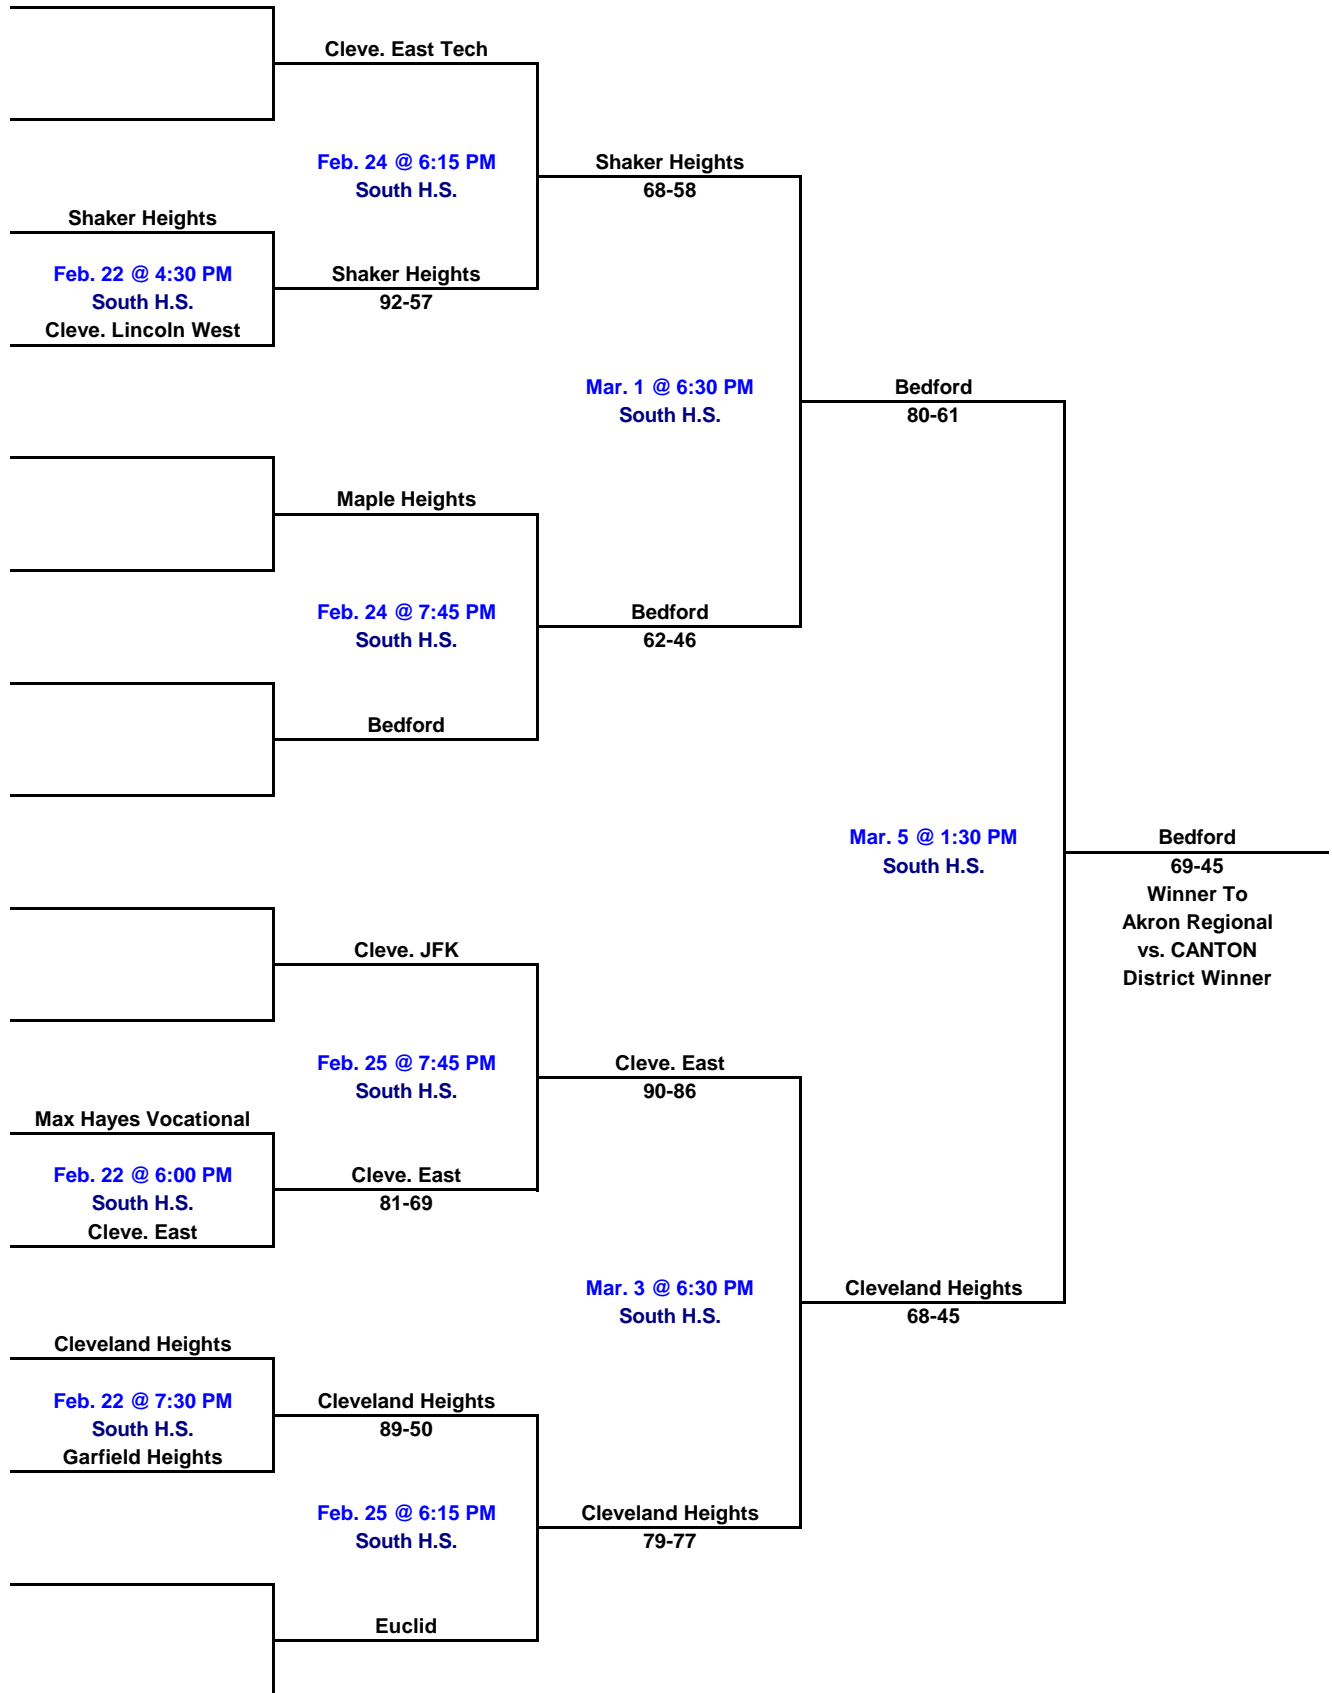 Cleve. East Tech
Feb. 24 @ 6:15 PM
South H.S.
Shaker Heights
68-58
Shaker Heights
Feb. 22 @ 4:30 PM
South H.S.
Cleve. Lincoln West
Shaker Heights
92-57
Mar. 1 @ 6:30 PM
South H.S.
Bedford
80-61
Maple Heights
Feb. 24 @ 7:45 PM
South H.S.
Bedford
62-46
Bedford
Mar. 5 @ 1:30 PM
South H.S.
Bedford
69-45
Winner To
Akron Regional
vs. CANTON
District Winner
Cleve. JFK
Feb. 25 @ 7:45 PM
South H.S.
Cleve. East
90-86
Max Hayes Vocational
Feb. 22 @ 6:00 PM
South H.S.
Cleve. East
Cleve. East
81-69
Mar. 3 @ 6:30 PM
South H.S.
Cleveland Heights
68-45
Cleveland Heights
Feb. 22 @ 7:30 PM
South H.S.
Garfield Heights
Cleveland Heights
89-50
Feb. 25 @ 6:15 PM
South H.S.
Cleveland Heights
79-77
Euclid